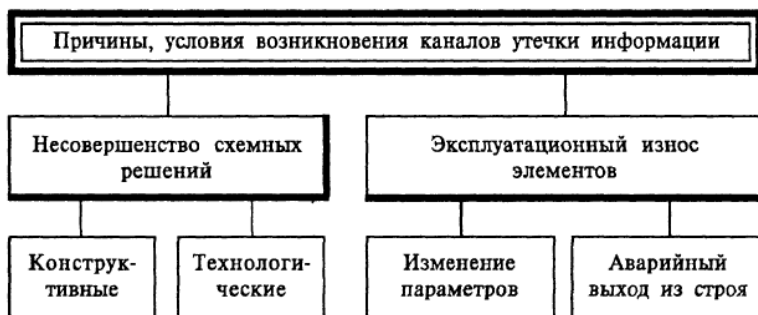 Причины, условия возникновения каналов утечки информации
Несовершенство схемных
решений
Эксплуатационный износ
элементов
Конструк-
тивные
Технологи-
ческие
Изменение
параметров
Аварийный
выход из строя